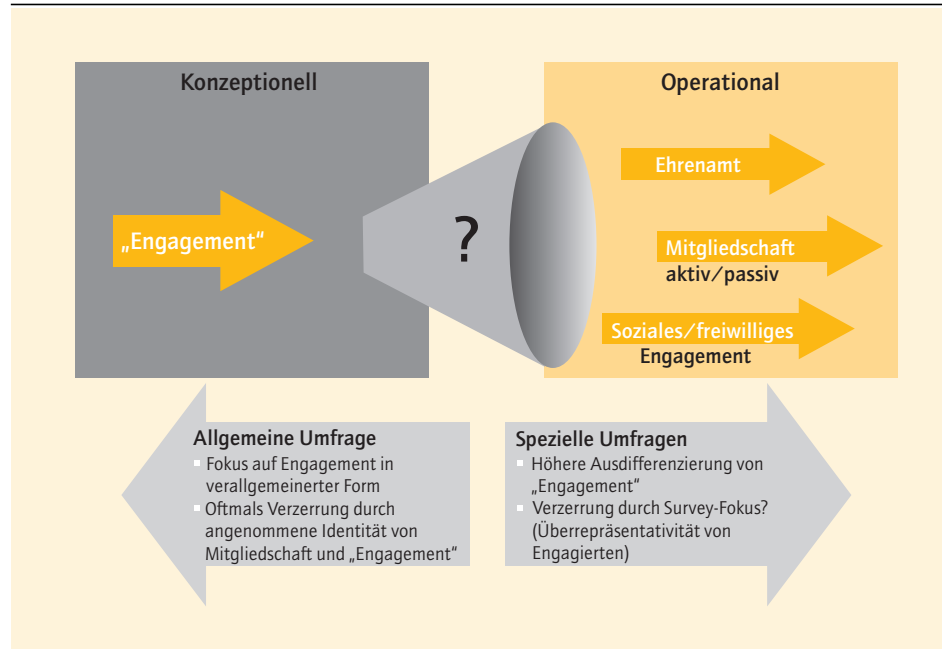 Konzeptionell
„Engagement“
?
Operational
Ehrenamt
Mitgliedschaft
aktiv/passiv
Soziales/freiwilliges
Engagement
Allgemeine Umfrage
Fokus auf Engagement in
verallgemeinerter Form
Oftmals Verzerrung durch
angenommene Identität von
Mitgliedschaft und „Engagement“
Spezielle Umfragen
Höhere Ausdifferenzierung von
„Engagement“
Verzerrung durch Survey-Fokus?
(Überrepräsentativität von
Engagierten)